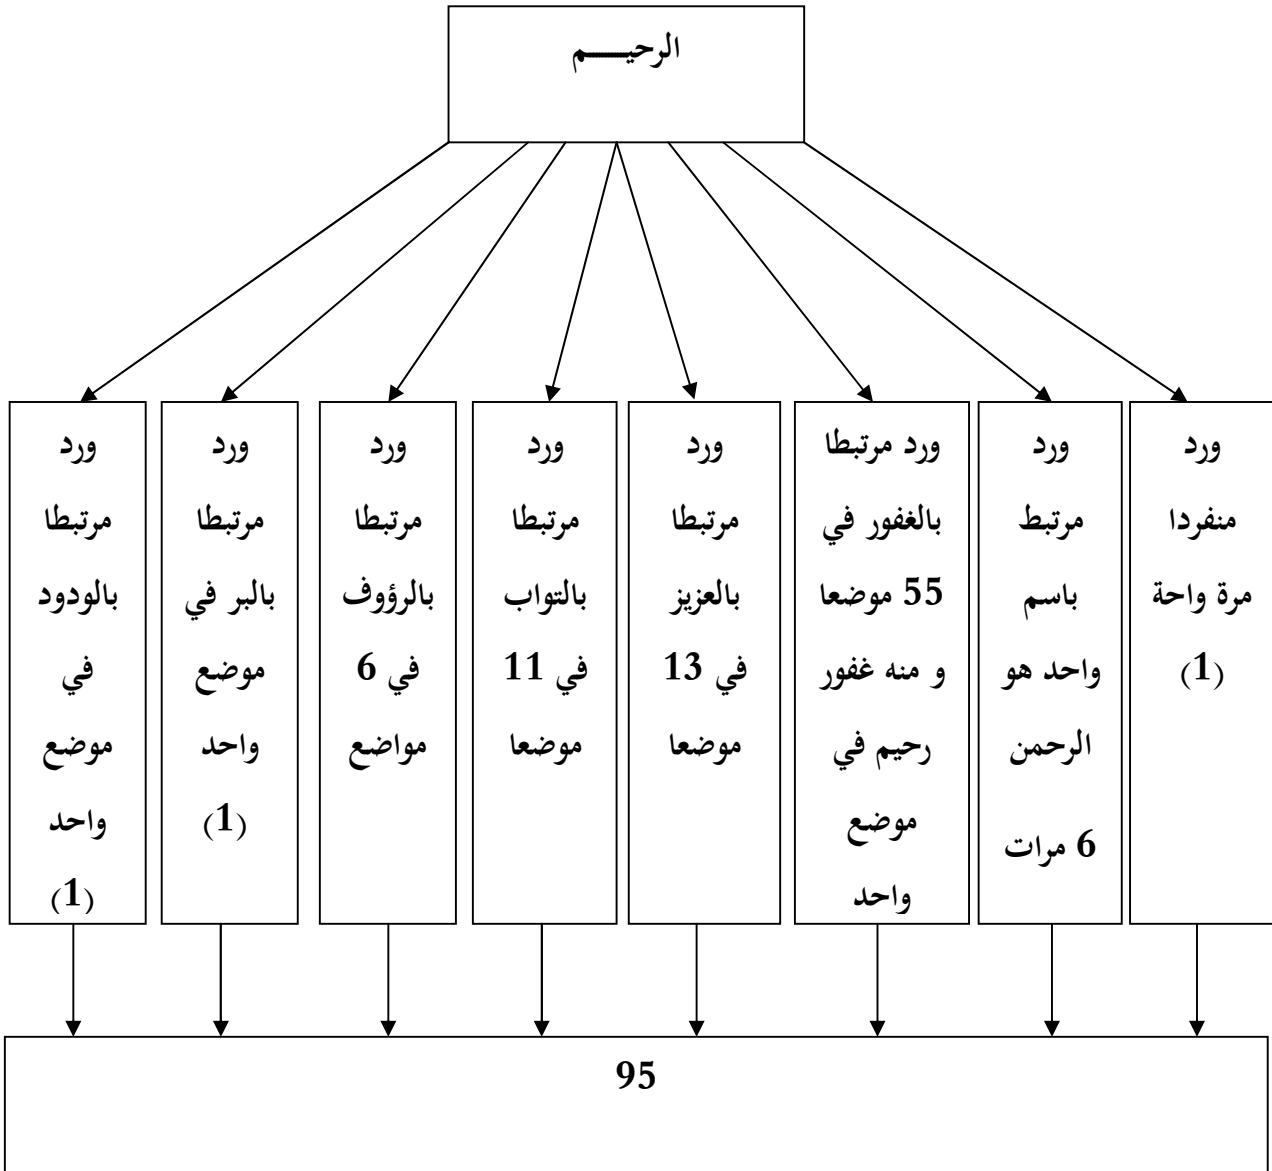 الرحيــــم
ورد
منفردا
مرة واحة
(1)
ورد
مرتبط
باسم
واحد هو
الرحمن
6 مرات
ورد مرتبطا
بالغفور في
55 موضعا
و منه غفور
رحيم في
موضع
واحد
ورد
مرتبطا
بالعزيز
في 13
موضعا
ورد
مرتبطا
بالتواب
في 11
موضعا
ورد
مرتبطا
بالرؤوف
في 6
مواضع
ورد
مرتبطا
بالبر في
موضع
واحد
(1)
ورد
مرتبطا
بالودود
في
موضع
واحد
(1)
95